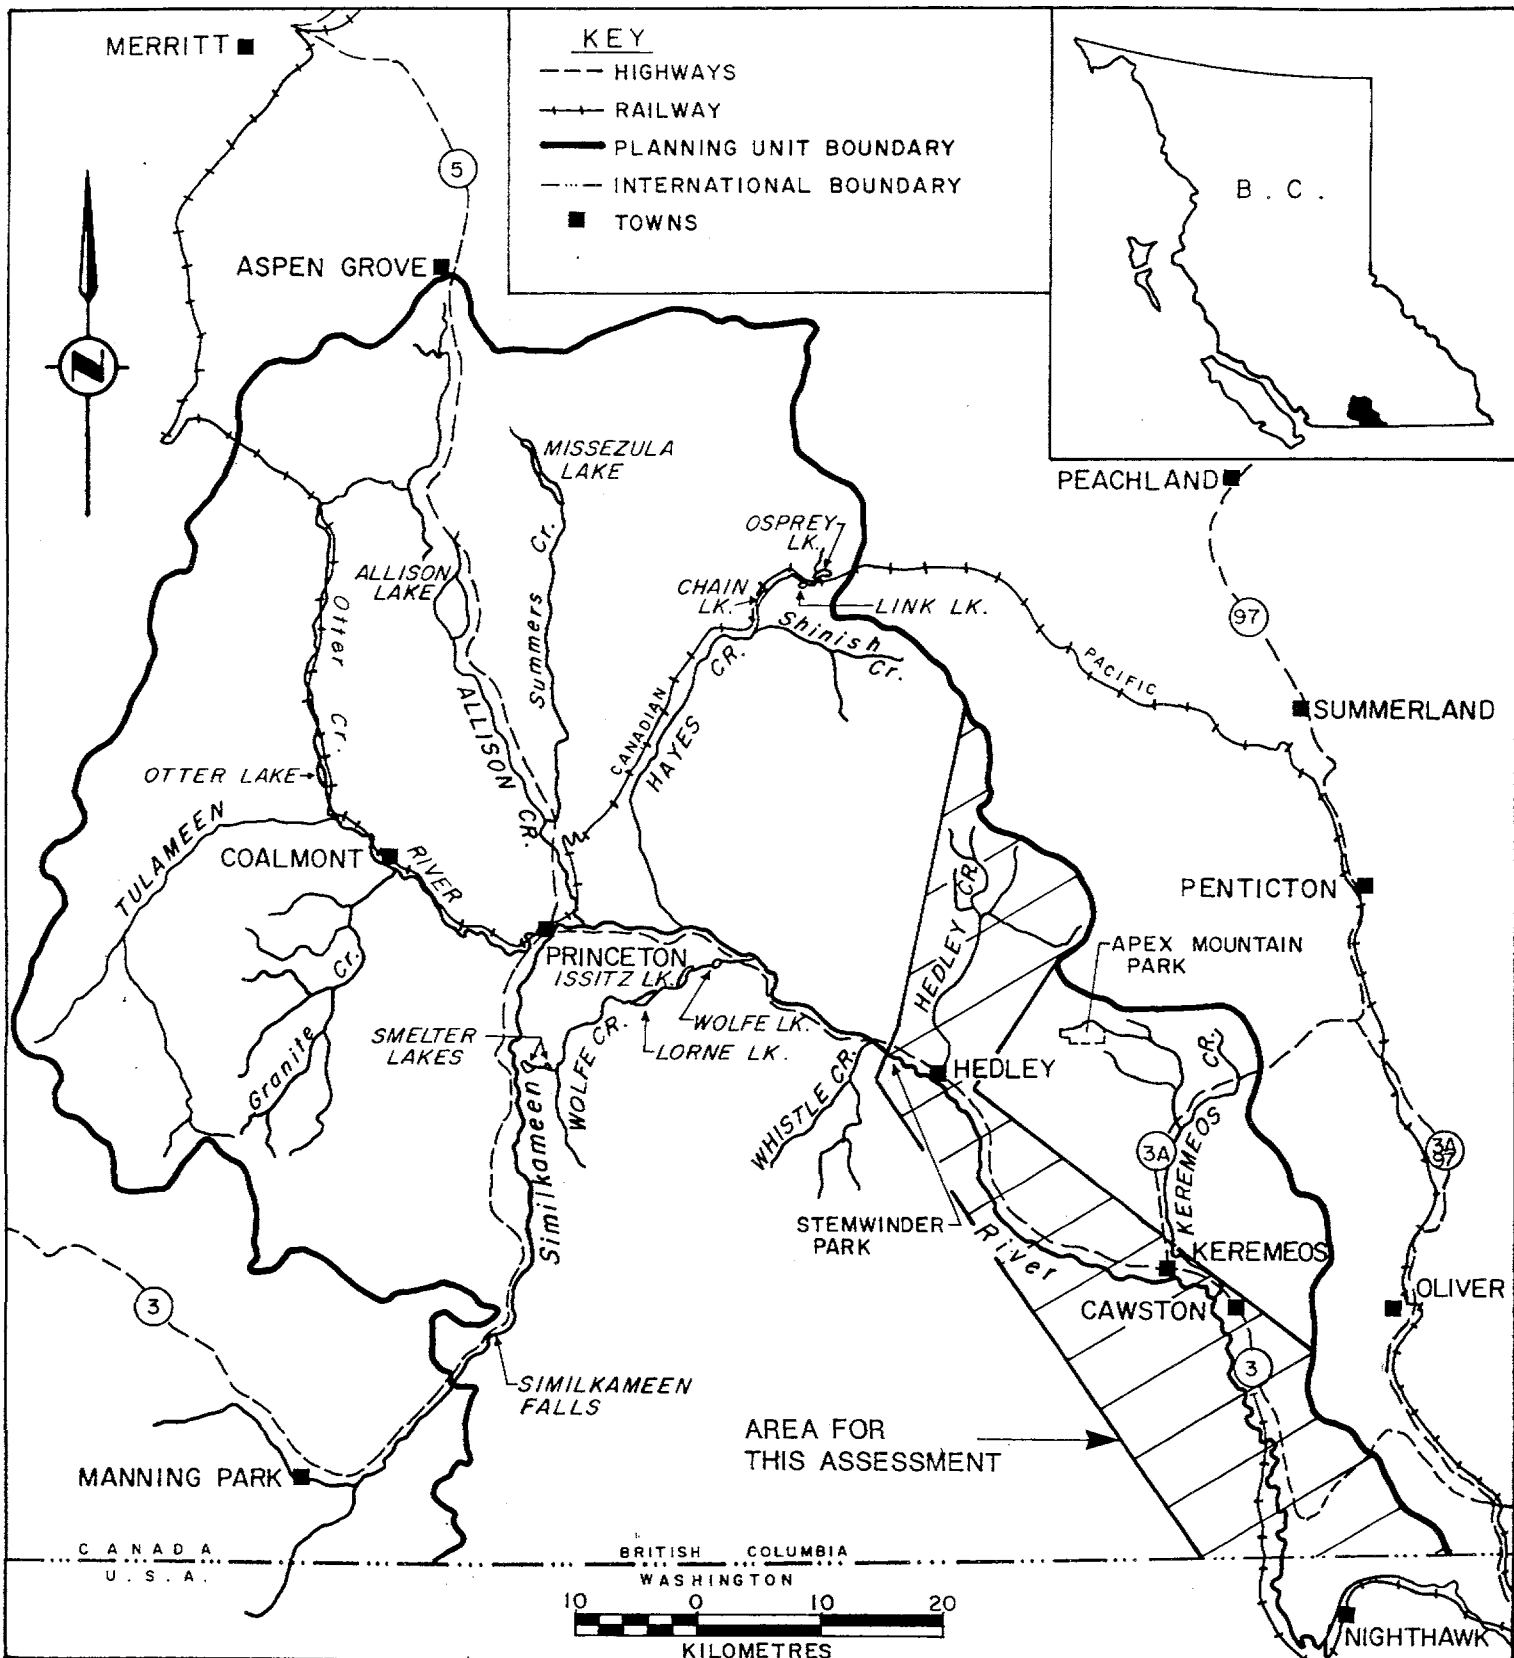 MERRITT
KEY
HIGHWAYS
RAILWAY
PLANNING UNIT BOUNDARY
INTERNATIONAL BOUNDARY
TOWNS
B. C.
5
ASPEN GROVE
N
MISSEZULA
LAKE
PEACHLAND
OSPREY
LK.
ALLISON
LAKE
CHAIN
LK.
LINK LK.
97
Otter Cr.
Summers Cr.
Shinish
Cr.
PACIFIC
CANADIAN
SUMMERLAND
ALLISON
CR.
HAYES
CR.
OTTER LAKE
TULAMEEN
RIVER
COALMONT
HEDLEY CR.
PENTICTON
PRINCETON
ISSITZ LK.
APEX MOUNTAIN
PARK
Granite
Cr.
SMELTER
LAKES
WOLFE CR.
WOLFE LK.
LORNE LK.
HEDLEY
WHISTLE CR.
KEREMEOS
CR.
3A
3A
97
Similkameen
River
STEMWINDER
PARK
KEREMEOS
3
CAWSTON
OLIVER
3
SIMILKAMEEN
FALLS
AREA FOR
THIS ASSESSMENT
MANNING PARK
CANADA
U.S.A.
BRITISH COLUMBIA
WASHINGTON
10 0 10 20
KILOMETRES
NIGHTHAWK